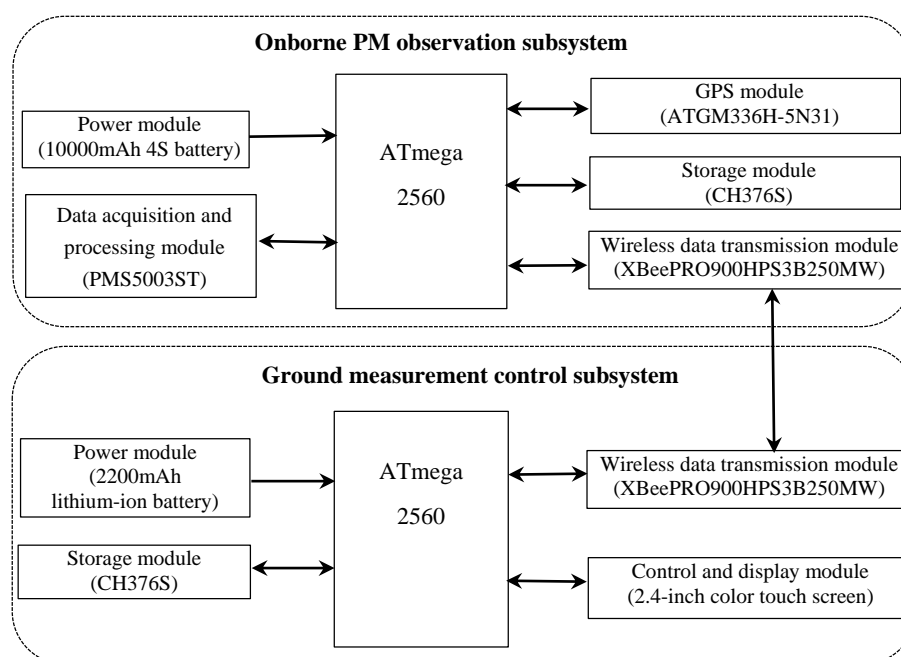 Onborne PM observation subsystem
Power module
(10000mAh 4S battery)
Data acquisition and
processing module
(PMS5003ST)
ATmega
2560
GPS module
(ATGM336H-5N31)
Storage module
(CH376S)
Wireless data transmission module
(XBeePRO900HPS3B250MW)
Ground measurement control subsystem
Power module
(2200mAh
lithium-ion battery)
Storage module
(CH376S)
ATmega
2560
Wireless data transmission module
(XBeePRO900HPS3B250MW)
Control and display module
(2.4-inch color touch screen)